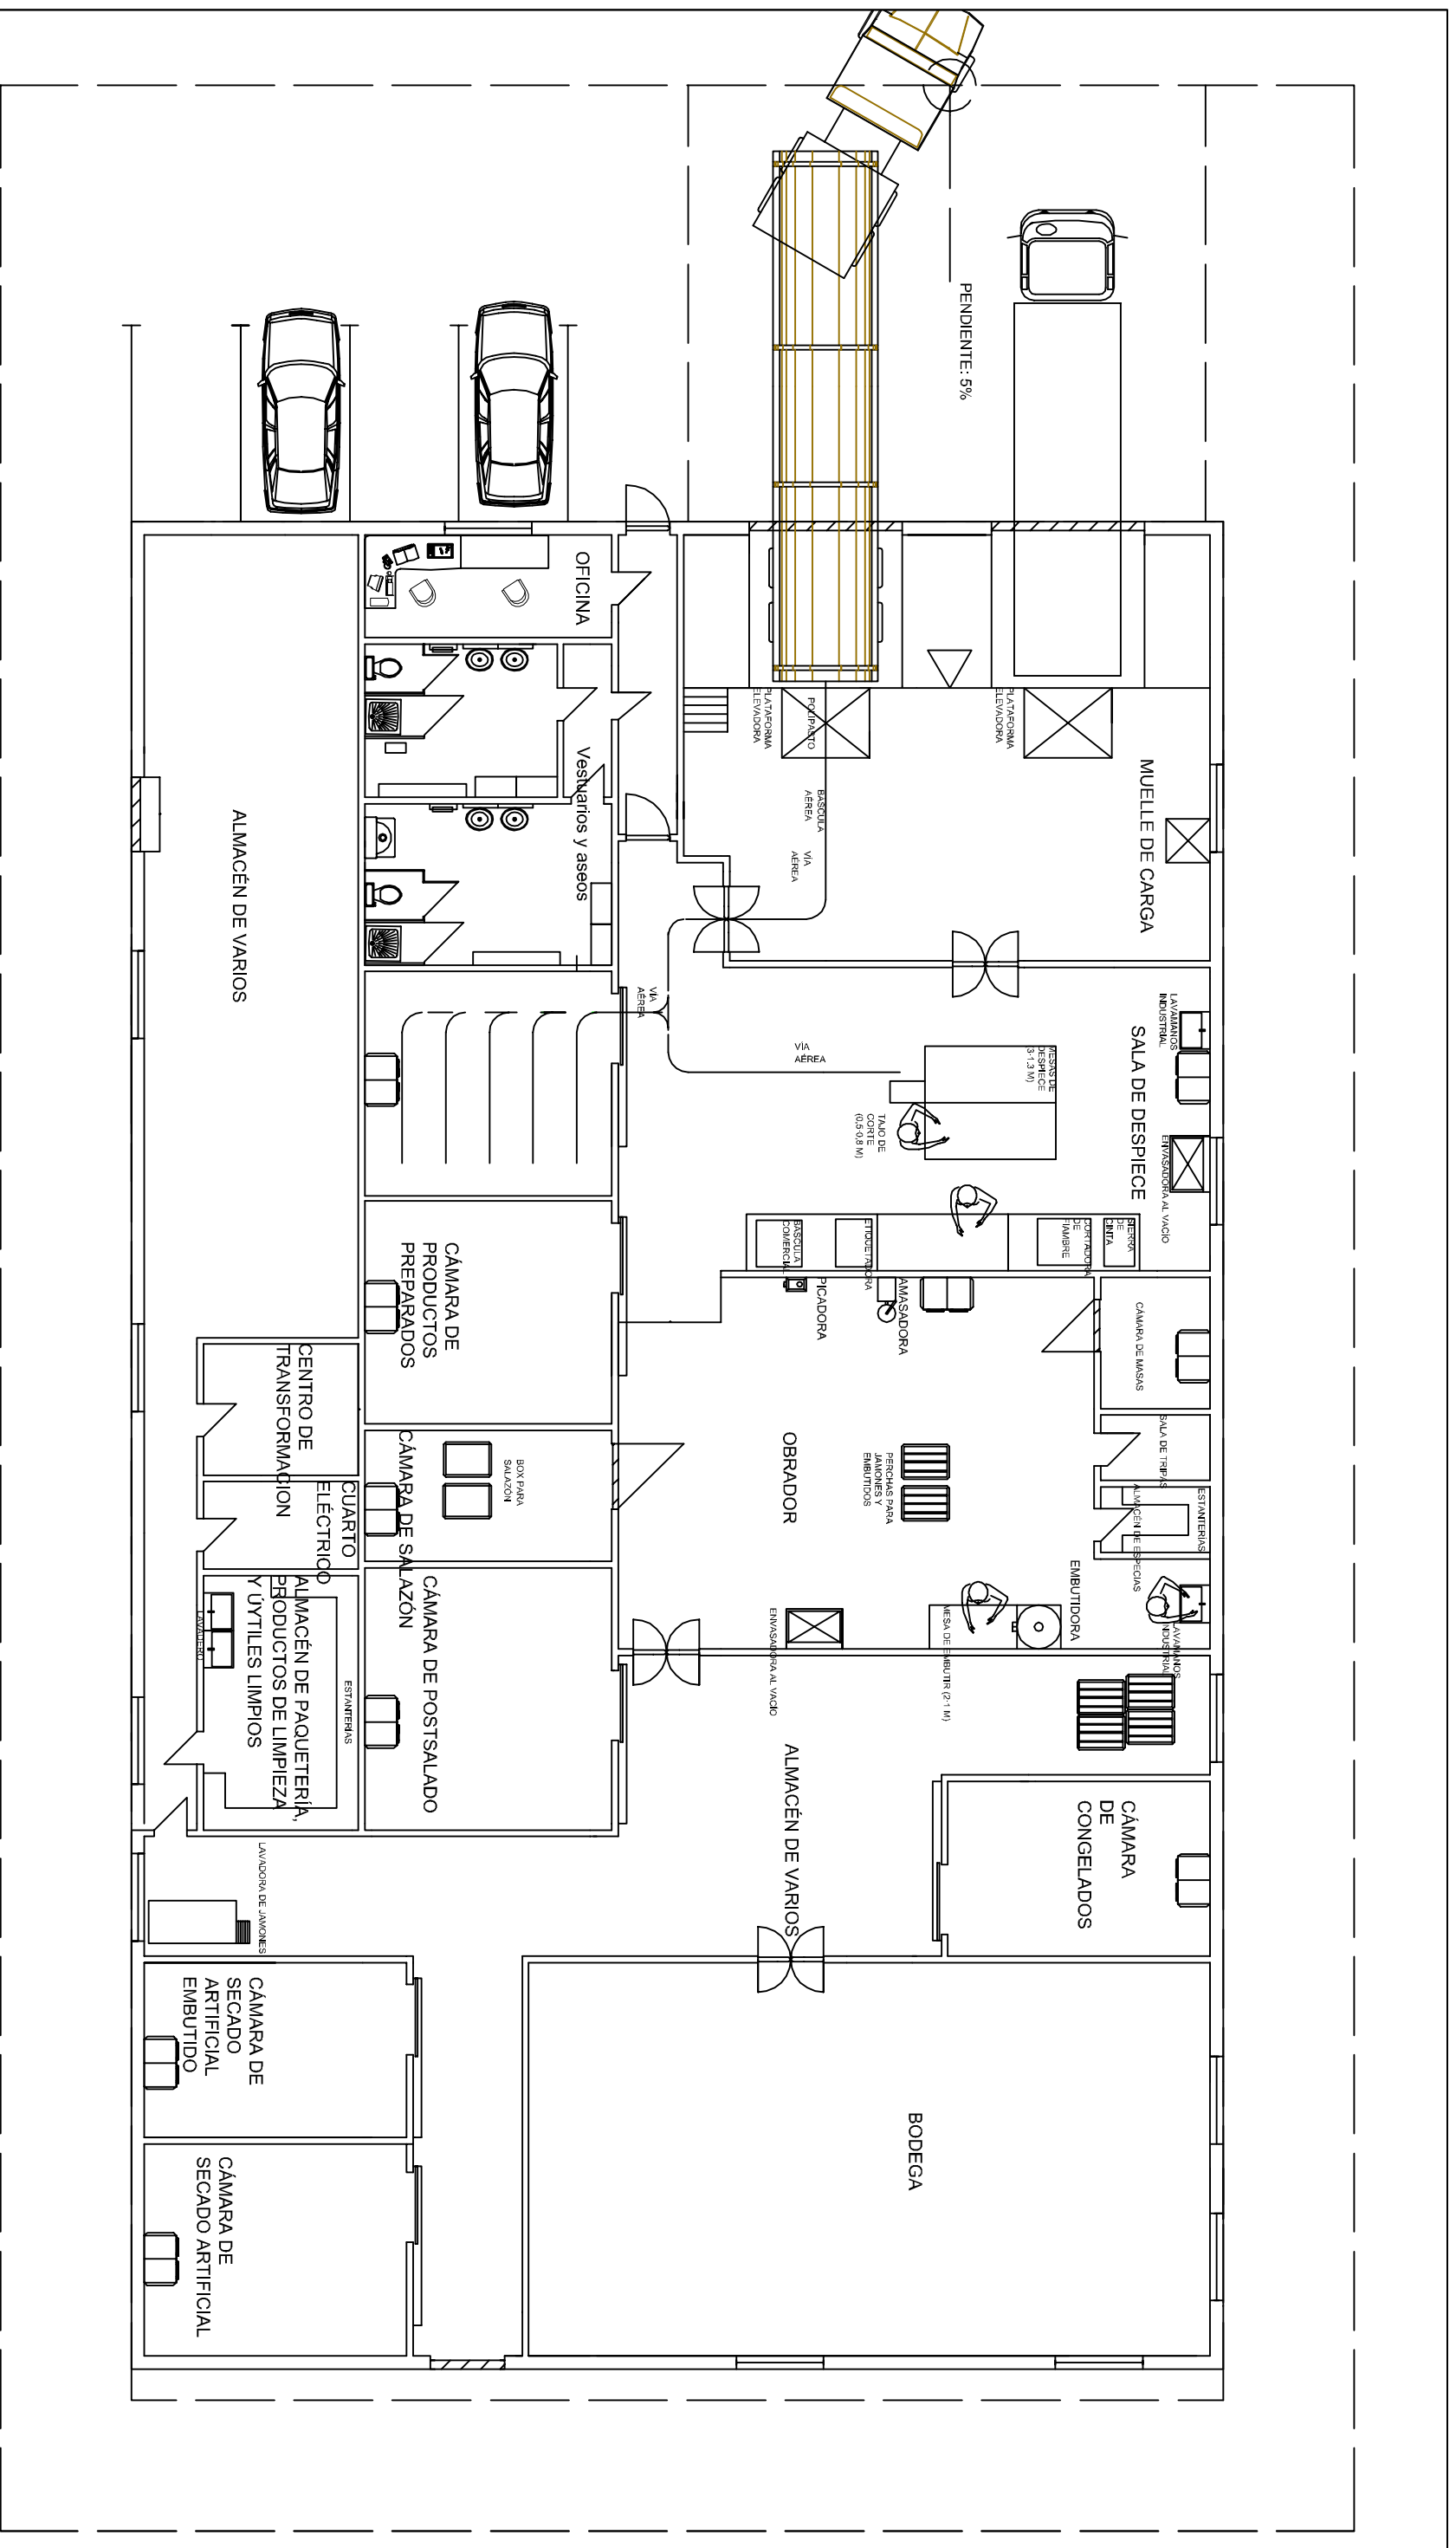 PENDIENTE: 5%
OFICINA
PLATAFORMA
ELEVADORA
PLATAFORMA
ELEVADORA
POLIPASTO
MUELLE DE CARGA
Vestuarios y aseos
BASCULA
AÉREA
VÍA
AÉREA
ALMACÉN DE VARIOS
VÍA
AÉREA
VÍA
AÉREA
LAVAMANOS
INDUSTRIAL
SALA DE DESPIECE
MESAS DE
DESPIECE
(3·1,3 M)
TAJO DE
CORTE
(0,5·0,8 M)
ENVASADORA AL VACÍO
SIERRA
DE
CINTA
CORTADORA
DE
FIAMBRE
ETIQUETADORA
BASCULA
COMERCIAL
CÁMARA DE
PRODUCTOS
PREPARADOS
PICADORA
AMASADORA
CÁMARA DE MASAS
CENTRO DE
TRANSFORMACION
CÁMARA DE SALAZÓN
BOX PARA
SALAZÓN
OBRADOR
PERCHAS PARA
JAMONES Y
EMBUTIDOS
SALA DE TRIPAS
ESTANTERÍAS
ALMACÉN DE ESPECIAS
CUARTO
ELÉCTRICO
EMBUTIDORA
LAVAMANOS
INDUSTRIAL
MESA DE EMBUTIR (2·1 M)
ENVASADORA AL VACÍO
CÁMARA DE POSTSALADO
ALMACÉN DE PAQUETERÍA,
PRODUCTOS DE LIMPIEZA
Y ÚYTILES LIMPIOS
ESTANTERÍAS
LAVADERO
ALMACÉN DE VARIOS
CÁMARA
DE
CONGELADOS
LAVADORA DE JAMONES
CÁMARA DE
SECADO
ARTIFICIAL
EMBUTIDO
BODEGA
CÁMARA DE
SECADO ARTIFICIAL